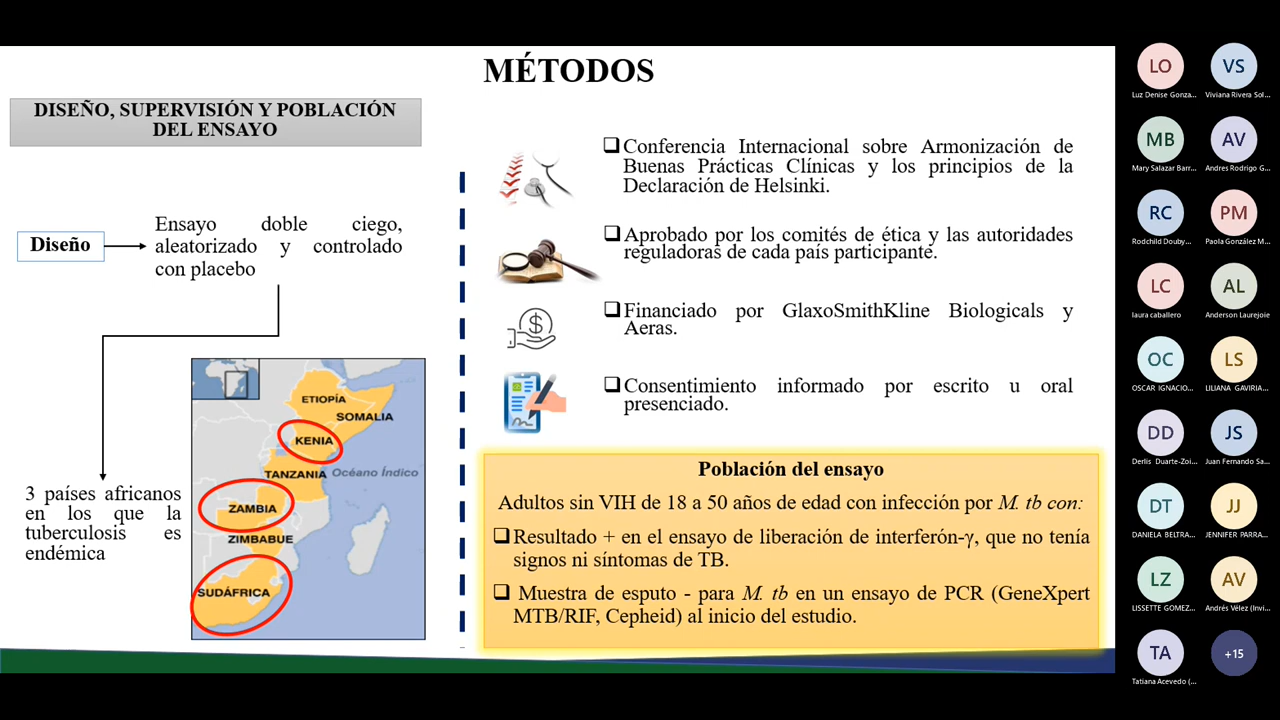 MÉTODOS
DISEÑO, SUPERVISIÓN Y POBLACIÓN
DEL ENSAYO
Diseño
Ensayo doble ciego,
aleatorizado y controlado
con placebo
3 países africanos
en los que la
tuberculosis es
endémica
ETIOPÍA
SOMALIA
KENIA
TANZANIA
Océano Índico
ZAMBIA
ZIMBABUE
SUDÁFRICA
Conferencia Internacional sobre Armonización de
Buenas Prácticas Clínicas y los principios de la
Declaración de Helsinki.
Aprobado por los comités de ética y las autoridades
reguladoras de cada país participante.
Financiado por GlaxoSmithKline Biologicals y
Aeras.
Consentimiento informado por escrito u oral
presenciado.
Población del ensayo
Adultos sin VIH de 18 a 50 años de edad con infección por M. tb con:
Resultado + en el ensayo de liberación de interferón-γ, que no tenía
signos ni síntomas de TB.
Muestra de esputo - para M. tb en un ensayo de PCR (GeneXpert
MTB/RIF, Cepheid) al inicio del estudio.
LO
Luz Denise Gonza...
VS
Viviana Rivera Sol...
MB
Mary Salazar Barr...
AV
Andres Rodrigo G...
RC
Rodchild Douby...
PM
Paola González M...
LC
laura caballero
AL
Anderson Laurejoie
OC
OSCAR IGNACIO...
LS
LILIANA GAVIRIA...
DD
Derlis Duarte-Zoi...
JS
Juan Fernando Sa...
DT
DANIELA BELTRA...
JJ
JENNIFER PARRA...
LZ
LISSETTE GOMEZ...
AV
Andrés Vélez (Invi...
TA
Tatiana Acevedo (...
+15